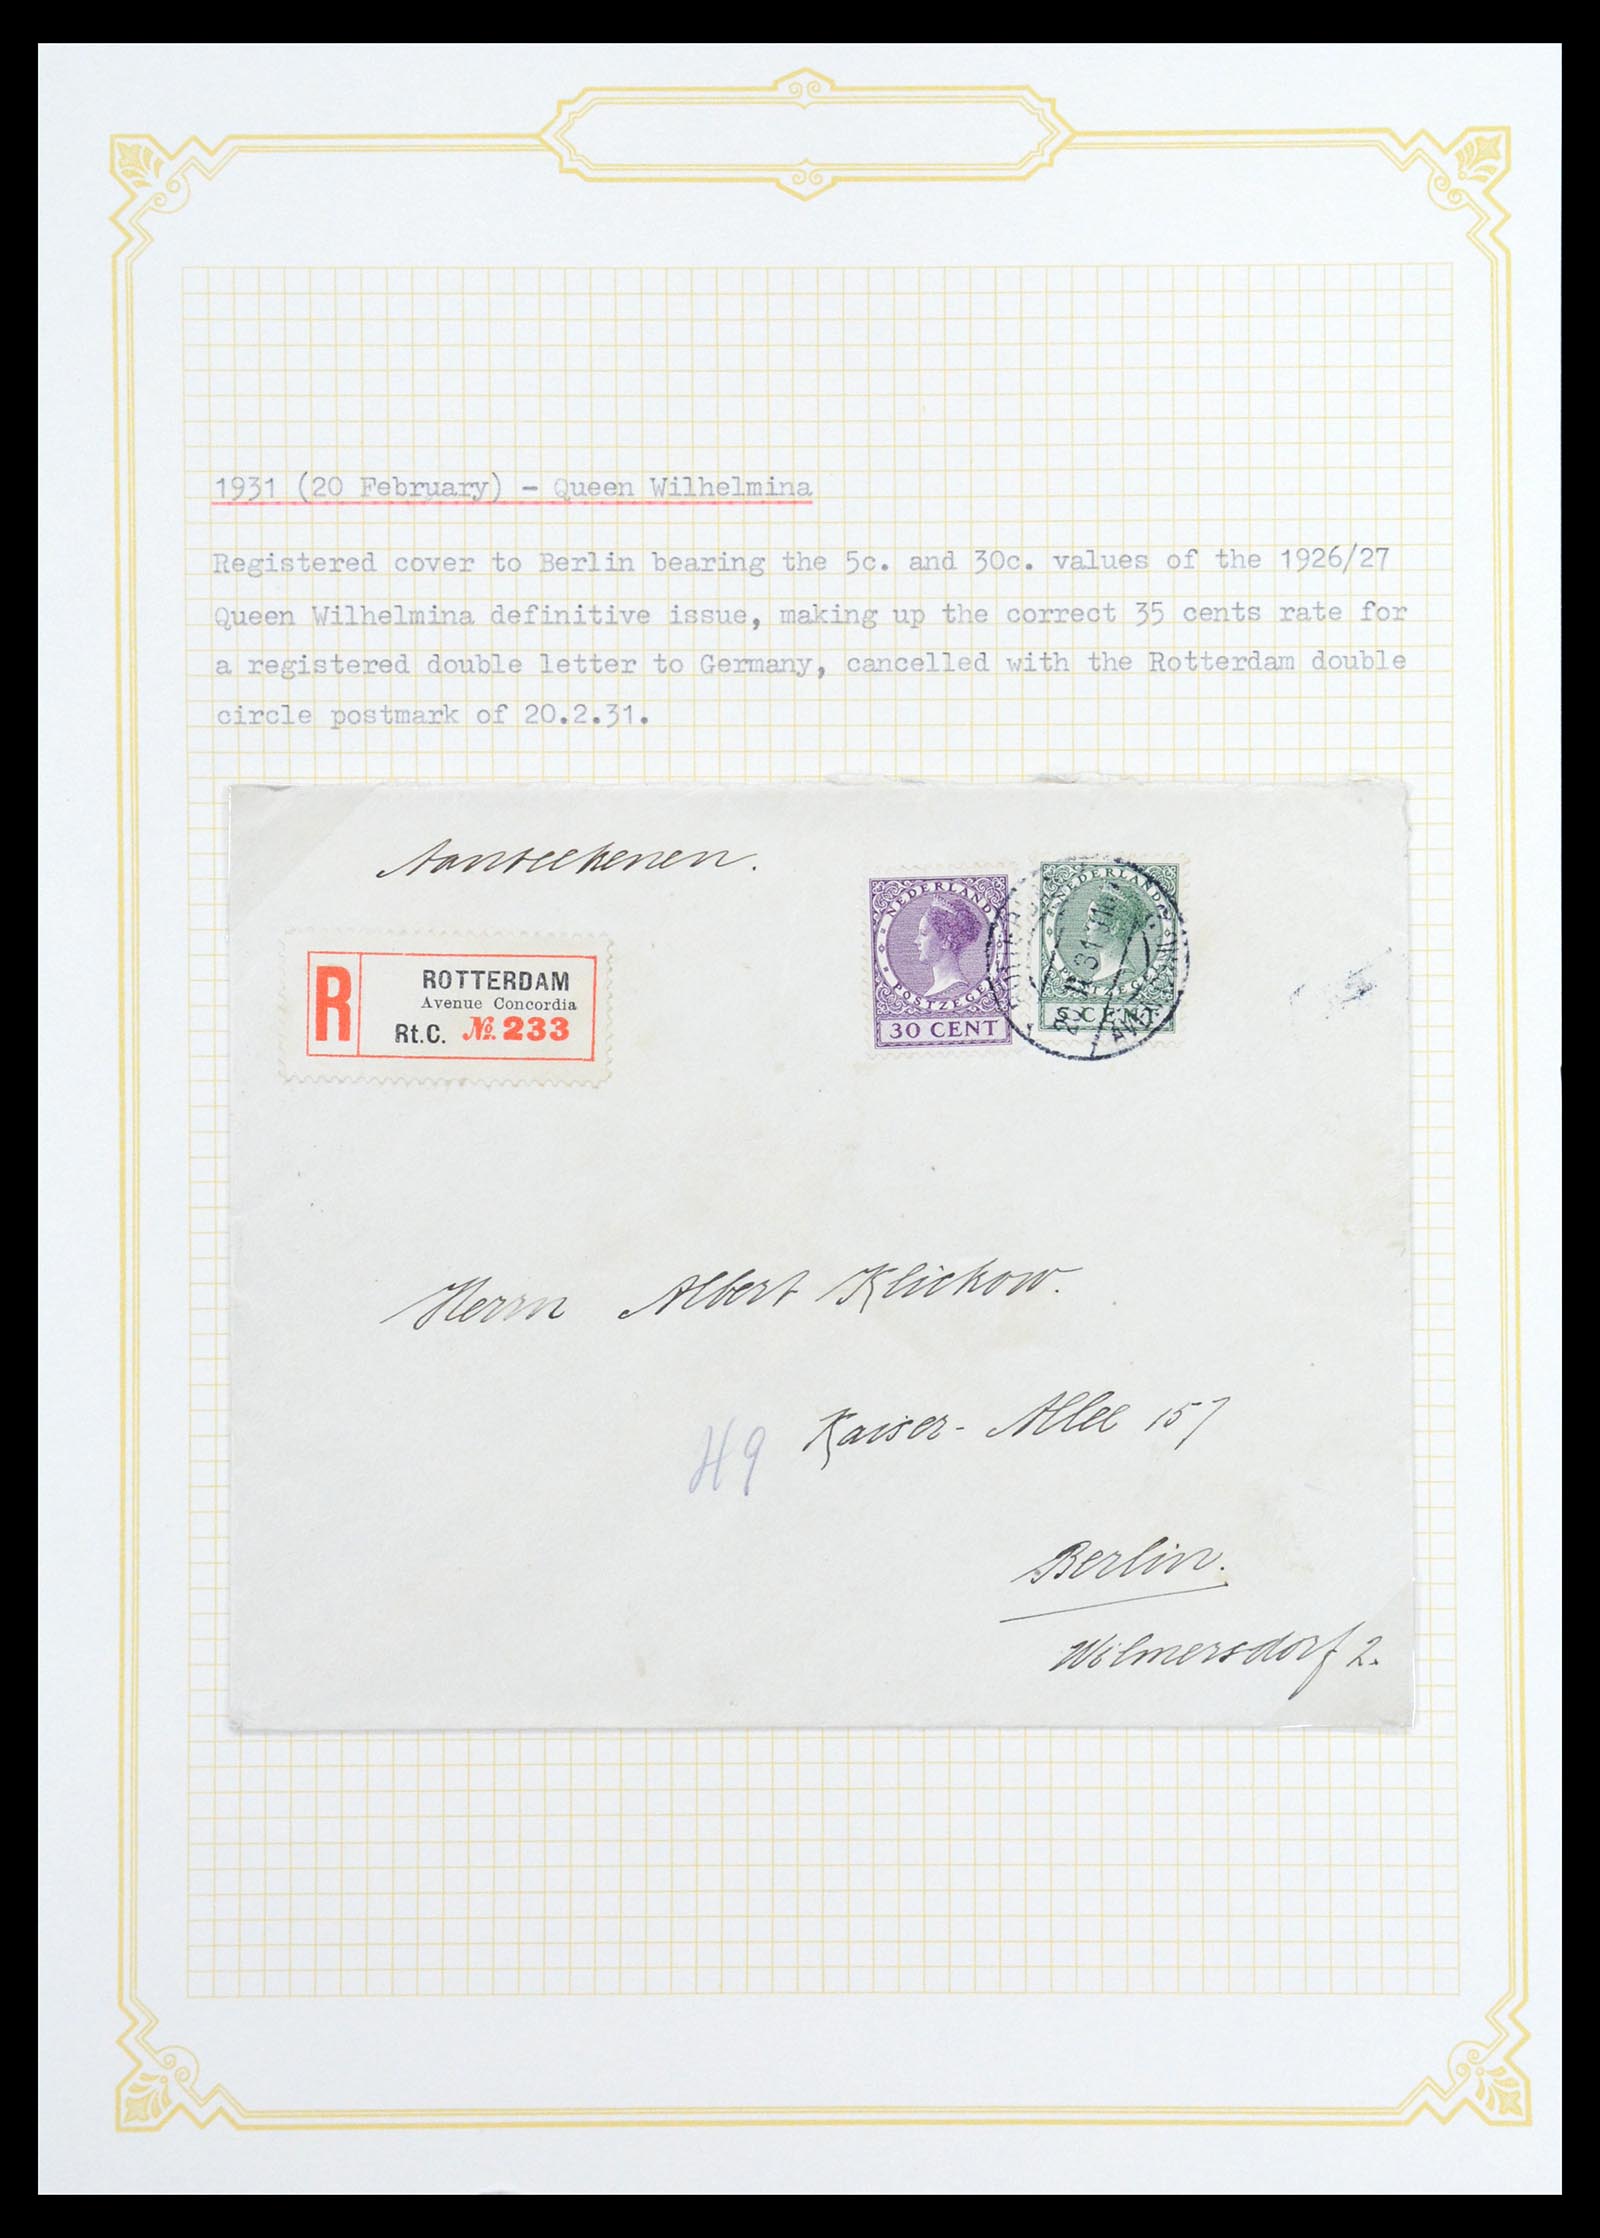 1931 (20 February) - Queen Wilhelmina
Registered cover to Berlin bearing the 5c. and 30c. values of the 1926/27
Queen Wilhelmina definitive issue, making up the correct 35 cents rate for
a registered double letter to Germany, cancelled with the Rotterdam double
circle postmark of 20.2.31.
Aanteekenen.
R
ROTTERDAM
Avenue Concordia
Rt.C. No. 233
NEDERLAND
POSTZEGEL
30 CENT
NEDERLAND
POSTZEGEL
5 CENT
Herrn Albert Klickow.
Kaiser-Allee 157
H9
Berlin.
Wilmersdorf 2.